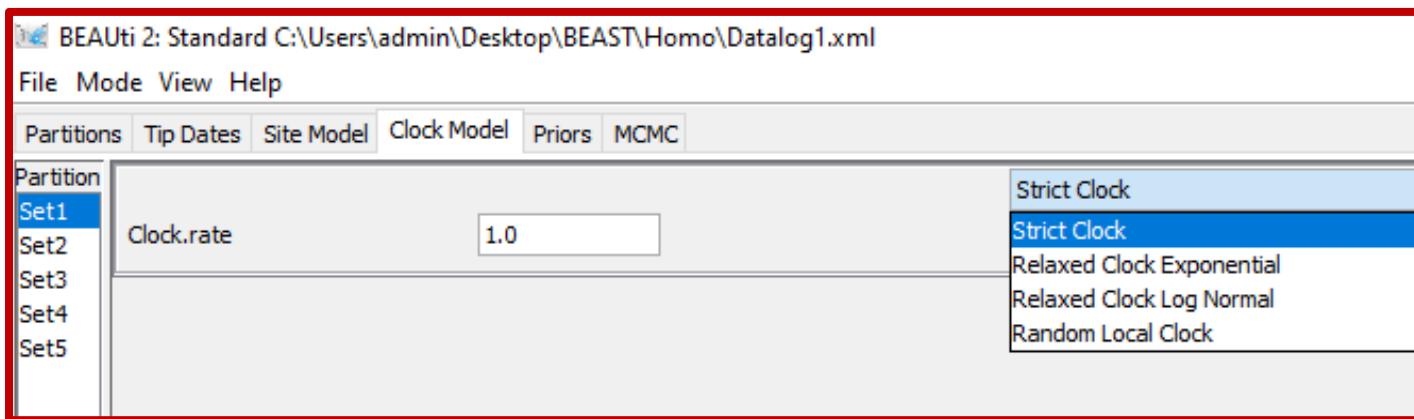 BEAUti 2: Standard C:\Users\admin\Desktop\BEAST\Homo\Datalog1.xml
File Mode View Help
Partitions Tip Dates Site Model Clock Model Priors MCMC
Partition
Set1
Set2
Set3
Set4
Set5
Clock.rate 1.0
Strict Clock
Strict Clock
Relaxed Clock Exponential
Relaxed Clock Log Normal
Random Local Clock